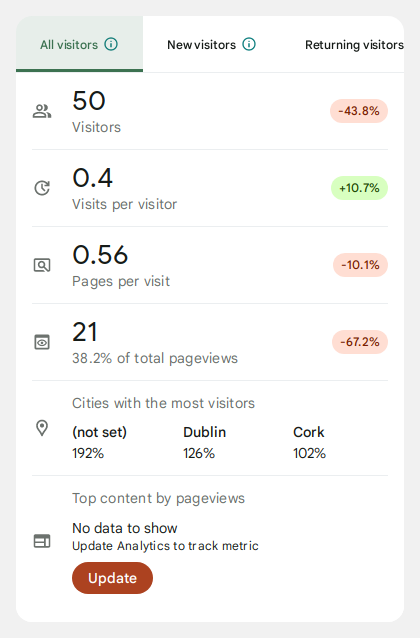 All visitors
New visitors
Returning visitors
50
-43.8%
Visitors
0.4
+10.7%
Visits per visitor
0.56
-10.1%
Pages per visit
21
-67.2%
38.2% of total pageviews
Cities with the most visitors
(not set) Dublin Cork
192% 126% 102%
Top content by pageviews
No data to show
Update Analytics to track metric
Update